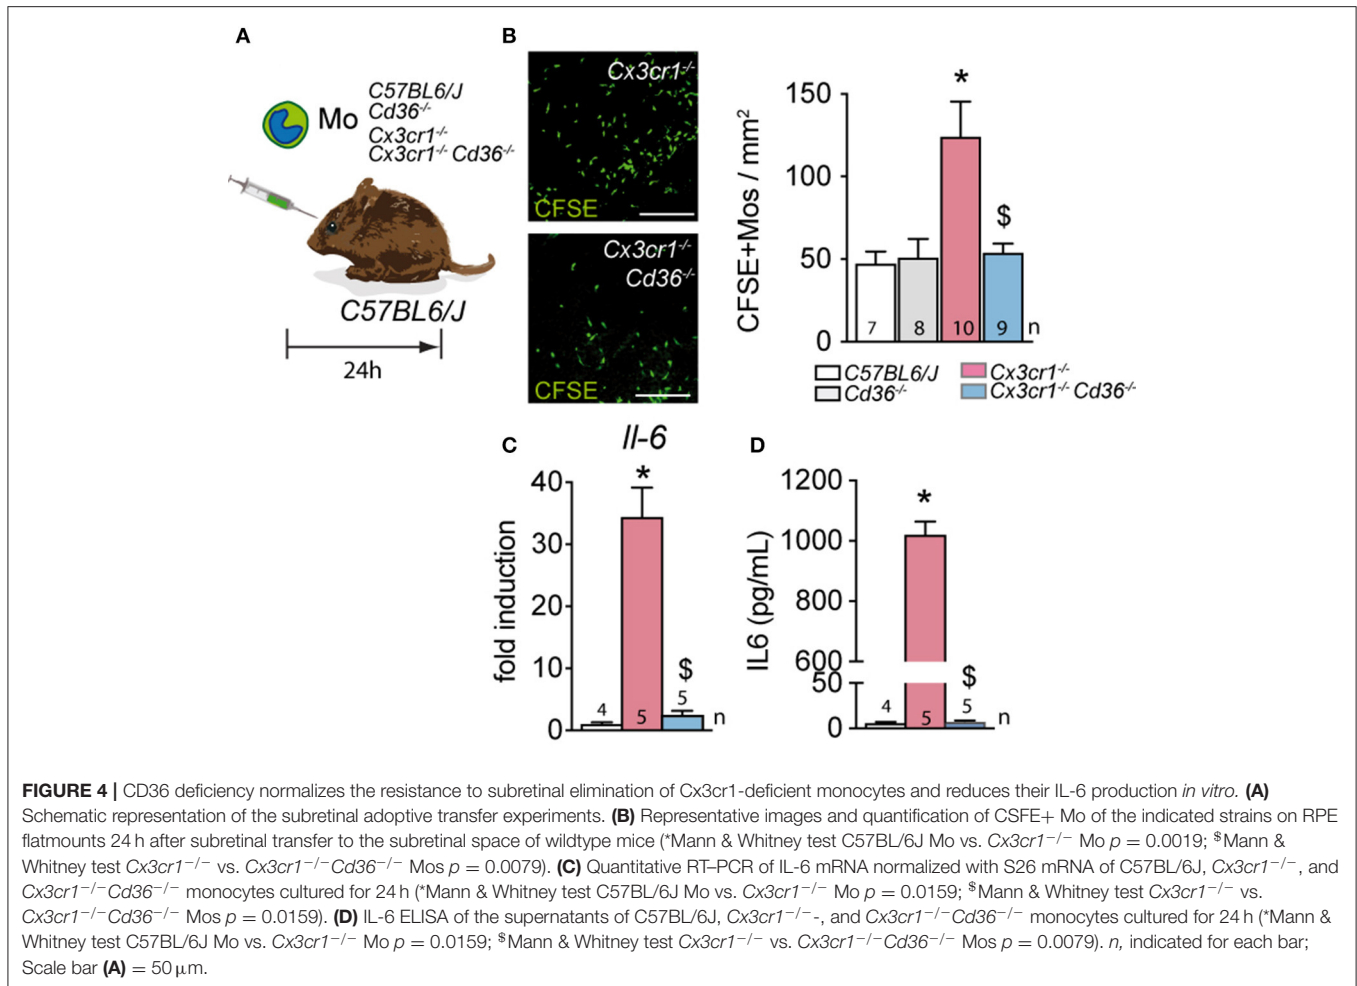 A
Mo
C57BL6/J
Cd36-/-
Cx3cr1-/-
Cx3cr1-/- Cd36-/-
C57BL6/J
24h
B
Cx3cr1-/-
CFSE
Cx3cr1-/-
Cd36-/-
CFSE
CFSE+Mos / mm2
150
100
50
0
*
$
7
8
10
9
n
C57BL6/J
Cd36-/-
Cx3cr1-/-
Cx3cr1-/- Cd36-/-
C
Il-6
fold induction
40
30
20
10
0
*
$
4
5
5
n
D
IL6 (pg/mL)
1200
1000
800
600
50
0
*
$
4
5
5
n
FIGURE 4 | CD36 deficiency normalizes the resistance to subretinal elimination of Cx3cr1-deficient monocytes and reduces their IL-6 production in vitro. (A)
Schematic representation of the subretinal adoptive transfer experiments. (B) Representative images and quantification of CSFE+ Mo of the indicated strains on RPE
flatmounts 24 h after subretinal transfer to the subretinal space of wildtype mice (*Mann & Whitney test C57BL/6J Mo vs. Cx3cr1−/− Mo p = 0.0019; $Mann &
Whitney test Cx3cr1−/− vs. Cx3cr1−/−Cd36−/− Mos p = 0.0079). (C) Quantitative RT–PCR of IL-6 mRNA normalized with S26 mRNA of C57BL/6J, Cx3cr1−/−, and
Cx3cr1−/−Cd36−/− monocytes cultured for 24 h (*Mann & Whitney test C57BL/6J Mo vs. Cx3cr1−/− Mo p = 0.0159; $Mann & Whitney test Cx3cr1−/− vs.
Cx3cr1−/−Cd36−/− Mos p = 0.0159). (D) IL-6 ELISA of the supernatants of C57BL/6J, Cx3cr1−/−-, and Cx3cr1−/−Cd36−/− monocytes cultured for 24 h (*Mann &
Whitney test C57BL/6J Mo vs. Cx3cr1−/− Mo p = 0.0159; $Mann & Whitney test Cx3cr1−/− vs. Cx3cr1−/−Cd36−/− Mos p = 0.0079). n, indicated for each bar;
Scale bar (A) = 50 μm.